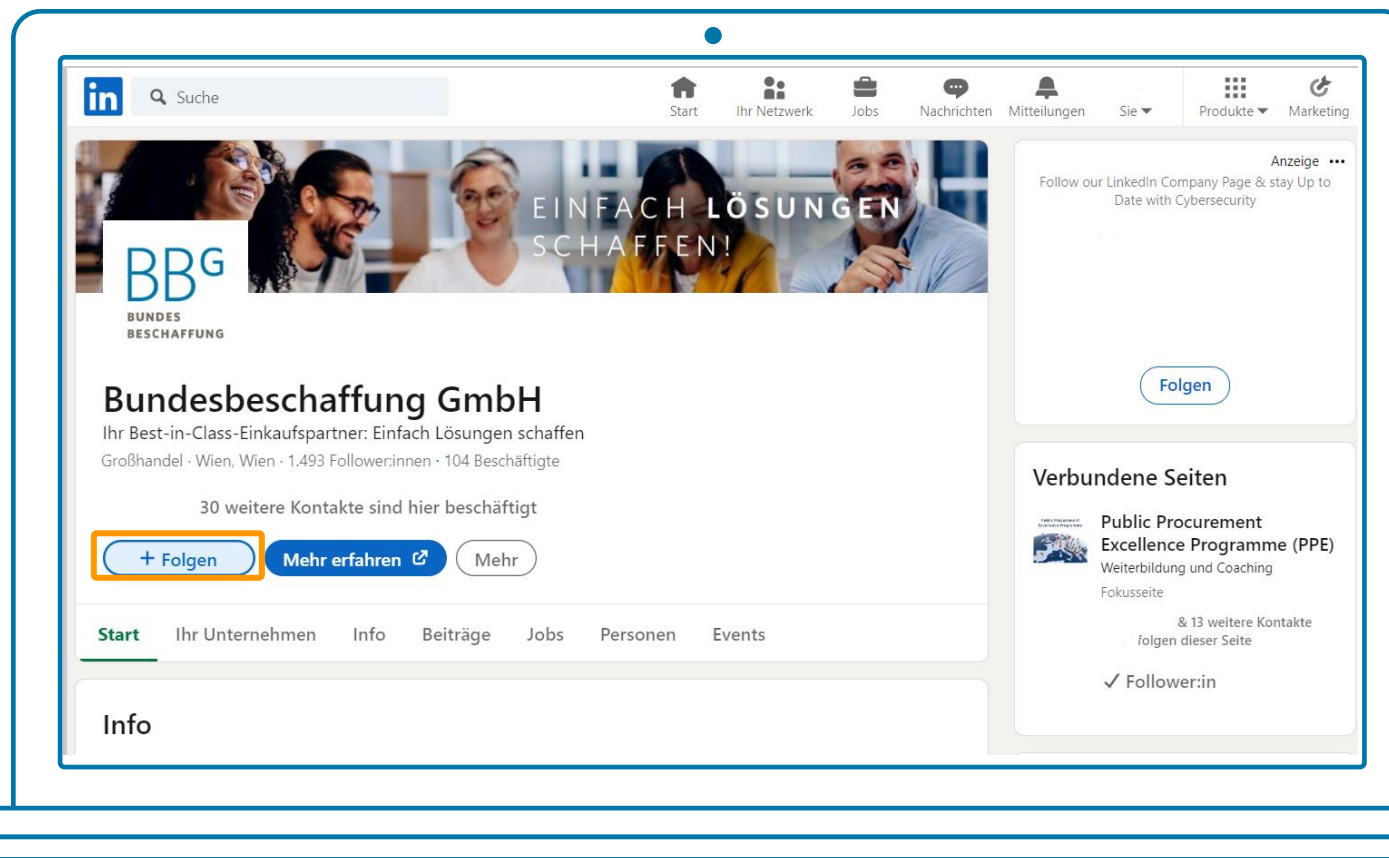 in
Suche
Start
Ihr Netzwerk
Jobs
Nachrichten
Mitteilungen
Sie
Produkte
Marketing
EINFACH LÖSUNGEN
SCHAFFEN!
BBG
BUNDES
BESCHAFFUNG
Bundesbeschaffung GmbH
Ihr Best-in-Class-Einkaufspartner: Einfach Lösungen schaffen
Großhandel · Wien, Wien · 1.493 Follower:innen · 104 Beschäftigte
30 weitere Kontakte sind hier beschäftigt
+ Folgen
Mehr erfahren
Mehr
Start
Ihr Unternehmen
Info
Beiträge
Jobs
Personen
Events
Info
Anzeige
Follow our LinkedIn Company Page & stay Up to
Date with Cybersecurity
Folgen
Verbundene Seiten
Public Procurement
Excellence Programme (PPE)
Weiterbildung und Coaching
Fokusseite
& 13 weitere Kontakte
folgen dieser Seite
Follower:in